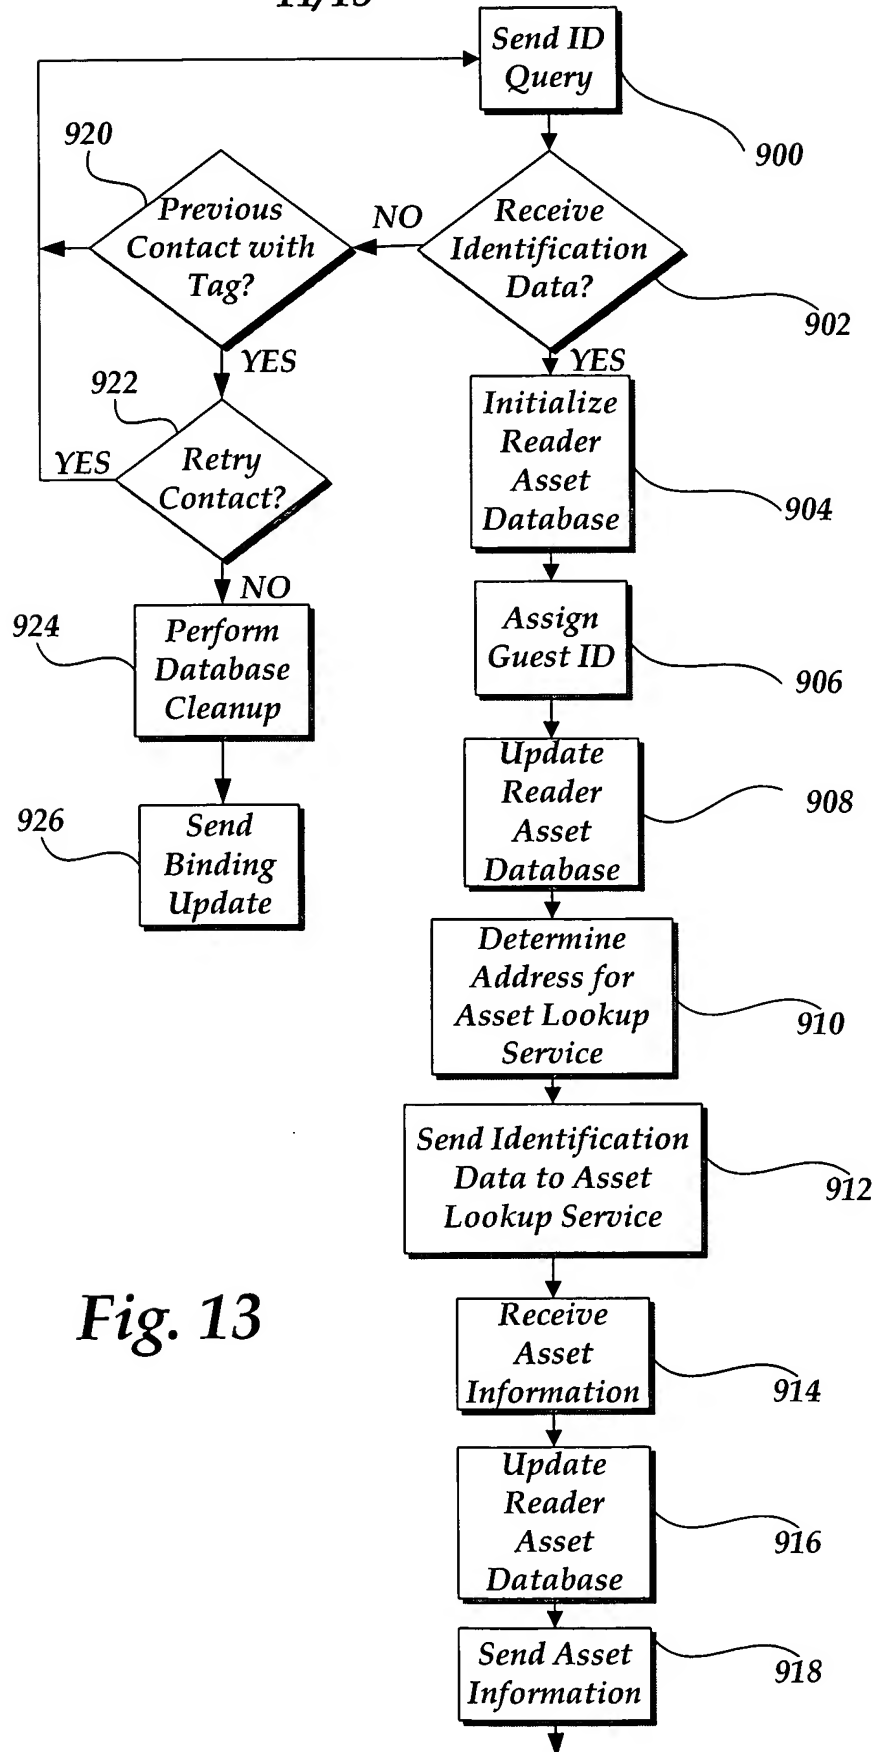 Send ID
Query
900
920
Previous
Contact with
Tag?
NO
Receive
Identification
Data?
902
YES
YES
922
Retry
Contact?
YES
NO
Initialize
Reader
Asset
Database
904
Assign
Guest ID
906
924
Perform
Database
Cleanup
Update
Reader
Asset
Database
908
926
Send
Binding
Update
Determine
Address for
Asset Lookup
Service
910
Send Identification
Data to Asset
Lookup Service
912
Fig. 13
Receive
Asset
Information
914
Update
Reader
Asset
Database
916
Send Asset
Information
918